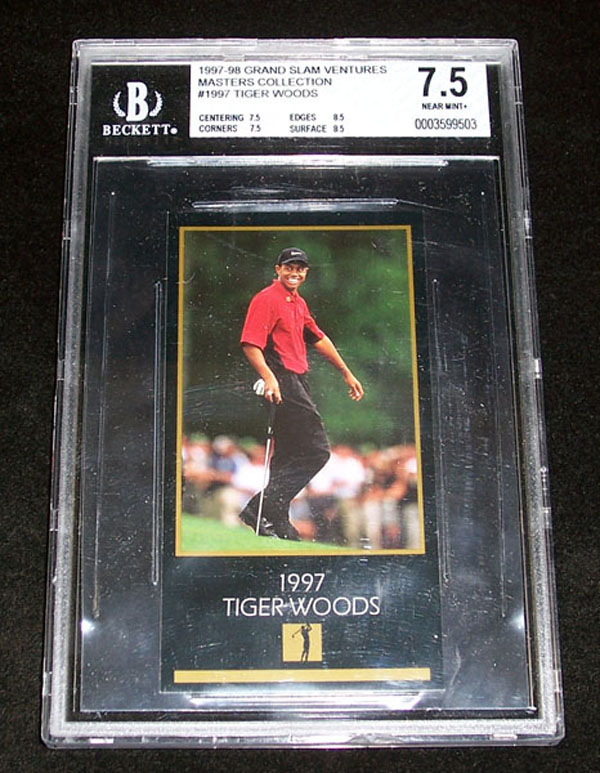 1997-98 GRAND SLAM VENTURES
MASTERS COLLECTION
#1997 TIGER WOODS
CENTERING 7.5 EDGES 8.5
CORNERS 7.5 SURFACE 8.5
7.5
NEAR MINT+
0003599503
B
BECKETT
1997
TIGER WOODS